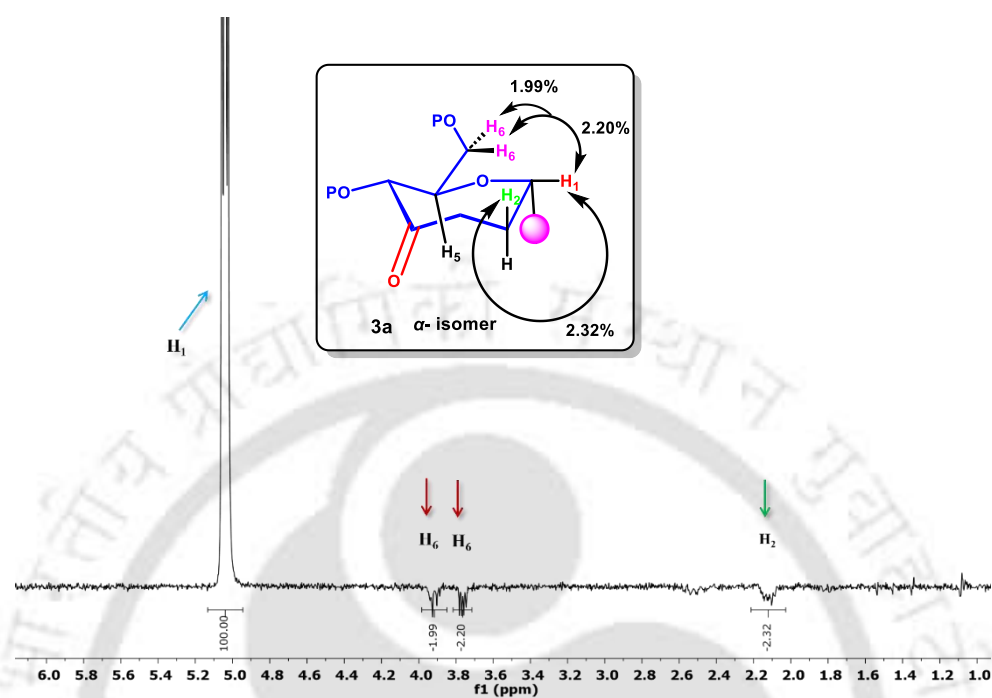 1.99%
PO
H6
2.20%
H6
O
H1
PO
H2
H5
H
O
3a α- isomer
2.32%
H1
H6 H6 H2
100.00 -1.99 -2.20 -2.32
6.0 5.8 5.6 5.4 5.2 5.0 4.8 4.6 4.4 4.2 4.0 3.8 3.6 3.4 3.2 3.0 2.8 2.6 2.4 2.2 2.0 1.8 1.6 1.4 1.2 1.0
f1 (ppm)